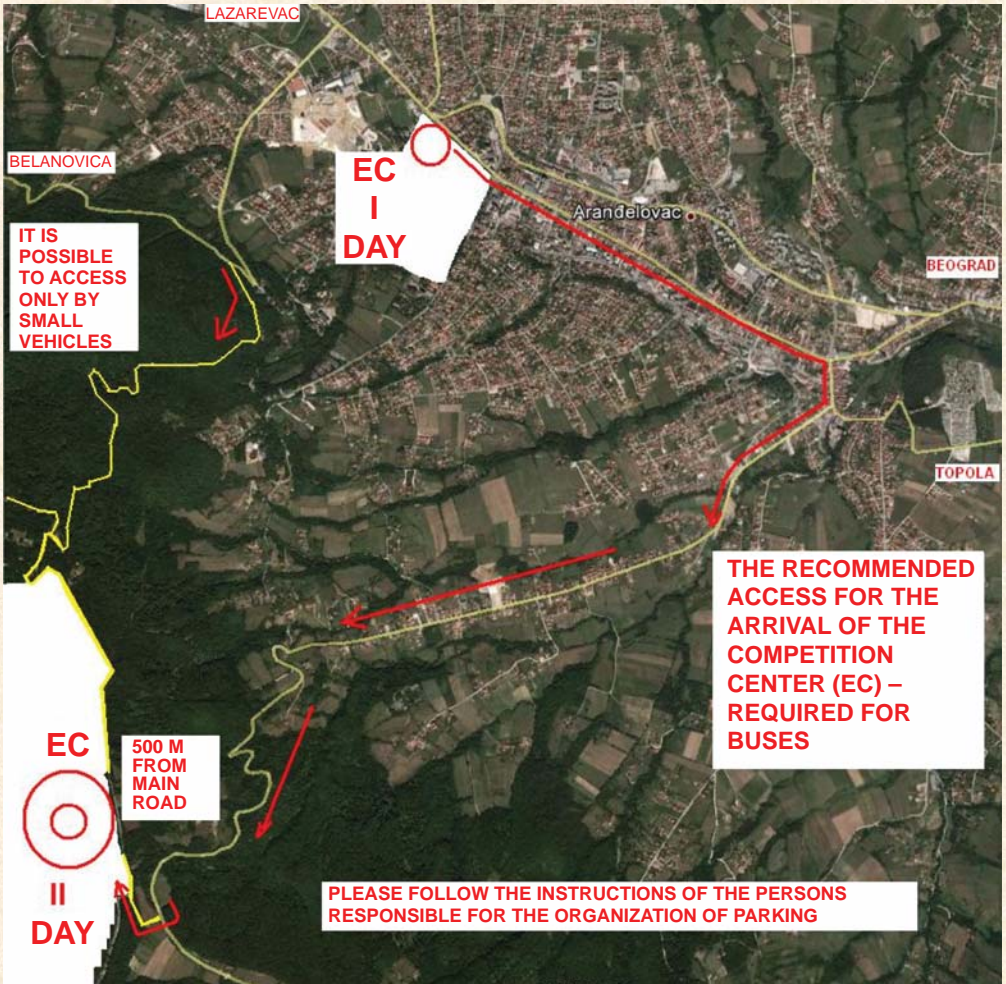 LAZAREVAC
BELANOVICA
EC
I
DAY
Aranđelovac
IT IS
POSSIBLE
TO ACCESS
ONLY BY
SMALL
VEHICLES
BEOGRAD
TOPOLA
THE RECOMMENDED
ACCESS FOR THE
ARRIVAL OF THE
COMPETITION
CENTER (EC) –
REQUIRED FOR
BUSES
EC
500 M
FROM
MAIN
ROAD
II
DAY
PLEASE FOLLOW THE INSTRUCTIONS OF THE PERSONS
RESPONSIBLE FOR THE ORGANIZATION OF PARKING